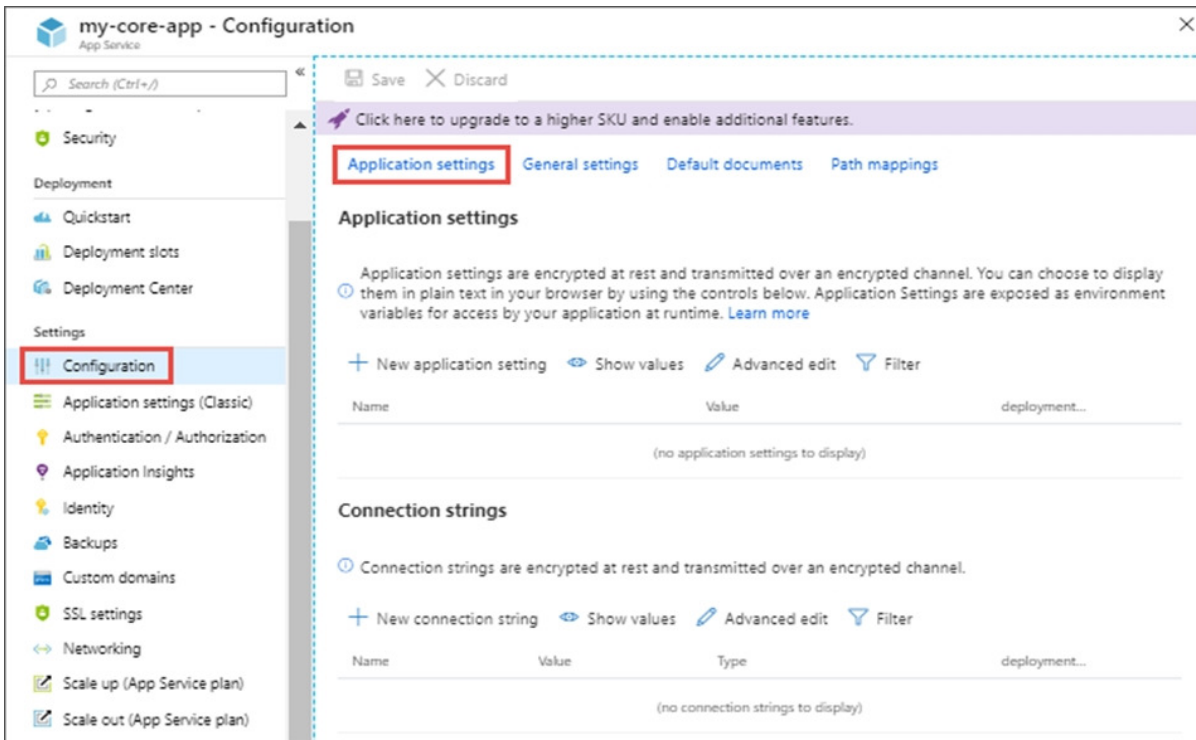 my-core-app - Configuration
App Service
Search (Ctrl+/)
Security
Deployment
Quickstart
Deployment slots
Deployment Center
Settings
Configuration
Application settings (Classic)
Authentication / Authorization
Application Insights
Identity
Backups
Custom domains
SSL settings
Networking
Scale up (App Service plan)
Scale out (App Service plan)
Save Discard
Click here to upgrade to a higher SKU and enable additional features.
Application settings General settings Default documents Path mappings
Application settings
Application settings are encrypted at rest and transmitted over an encrypted channel. You can choose to display
them in plain text in your browser by using the controls below. Application Settings are exposed as environment
variables for access by your application at runtime. Learn more
New application setting Show values Advanced edit Filter
Name Value deployment...
(no application settings to display)
Connection strings
Connection strings are encrypted at rest and transmitted over an encrypted channel.
New connection string Show values Advanced edit Filter
Name Value Type deployment...
(no connection strings to display)